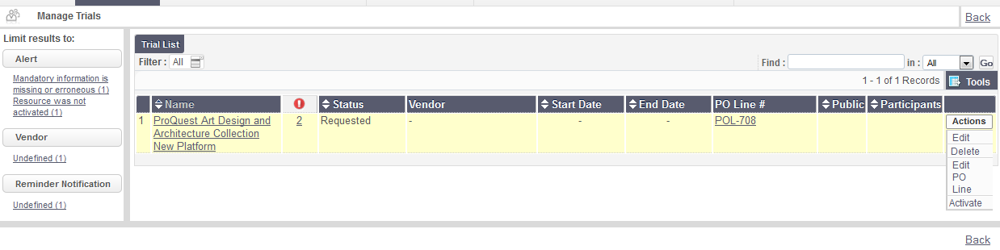 Manage Trials
Back
Limit results to:
Alert
Mandatory information is
missing or erroneous (1)
Resource was not
activated (1)
Vendor
Undefined (1)
Reminder Notification
Undefined (1)
Trial List
Filter : All
Find : in : All Go
1 - 1 of 1 Records Tools
Name ! Status Vendor Start Date End Date PO Line # Public Participants
1 ProQuest Art Design and 2 Requested - - - POL-708 Actions
Architecture Collection
New Platform
Edit
Delete
Edit
PO
Line
Activate
Back